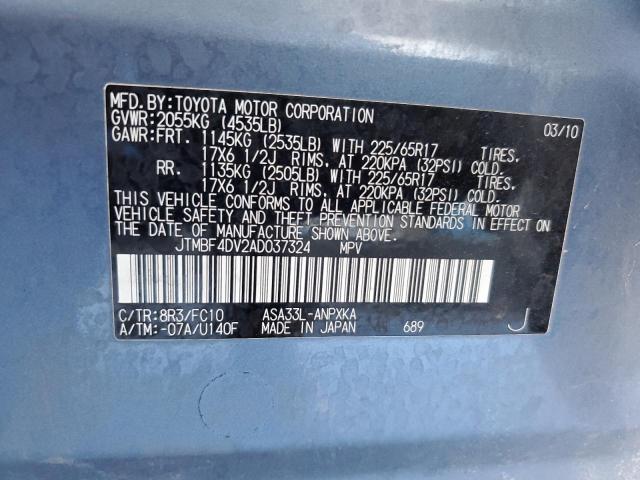 MFD.BY:TOYOTA MOTOR CORPORATION 03/10
GVWR:2055KG (4535LB)
GAWR:FRT. 1145KG (2535LB) WITH 225/65R17 TIRES,
17X6 1/2J RIMS, AT 220KPA (32PSI) COLD.
RR. 1135KG (2505LB) WITH 225/65R17 TIRES,
17X6 1/2J RIMS, AT 220KPA (32PSI) COLD.
THIS VEHICLE CONFORMS TO ALL APPLICABLE FEDERAL MOTOR
VEHICLE SAFETY AND THEFT PREVENTION STANDARDS IN EFFECT ON
THE DATE OF MANUFACTURE SHOWN ABOVE.
JTMBF4DV2AD037324 MPV
C/TR:8R3/FC10 ASA33L-ANPXKA
A/TM:-07A/U140F MADE IN JAPAN 689 J